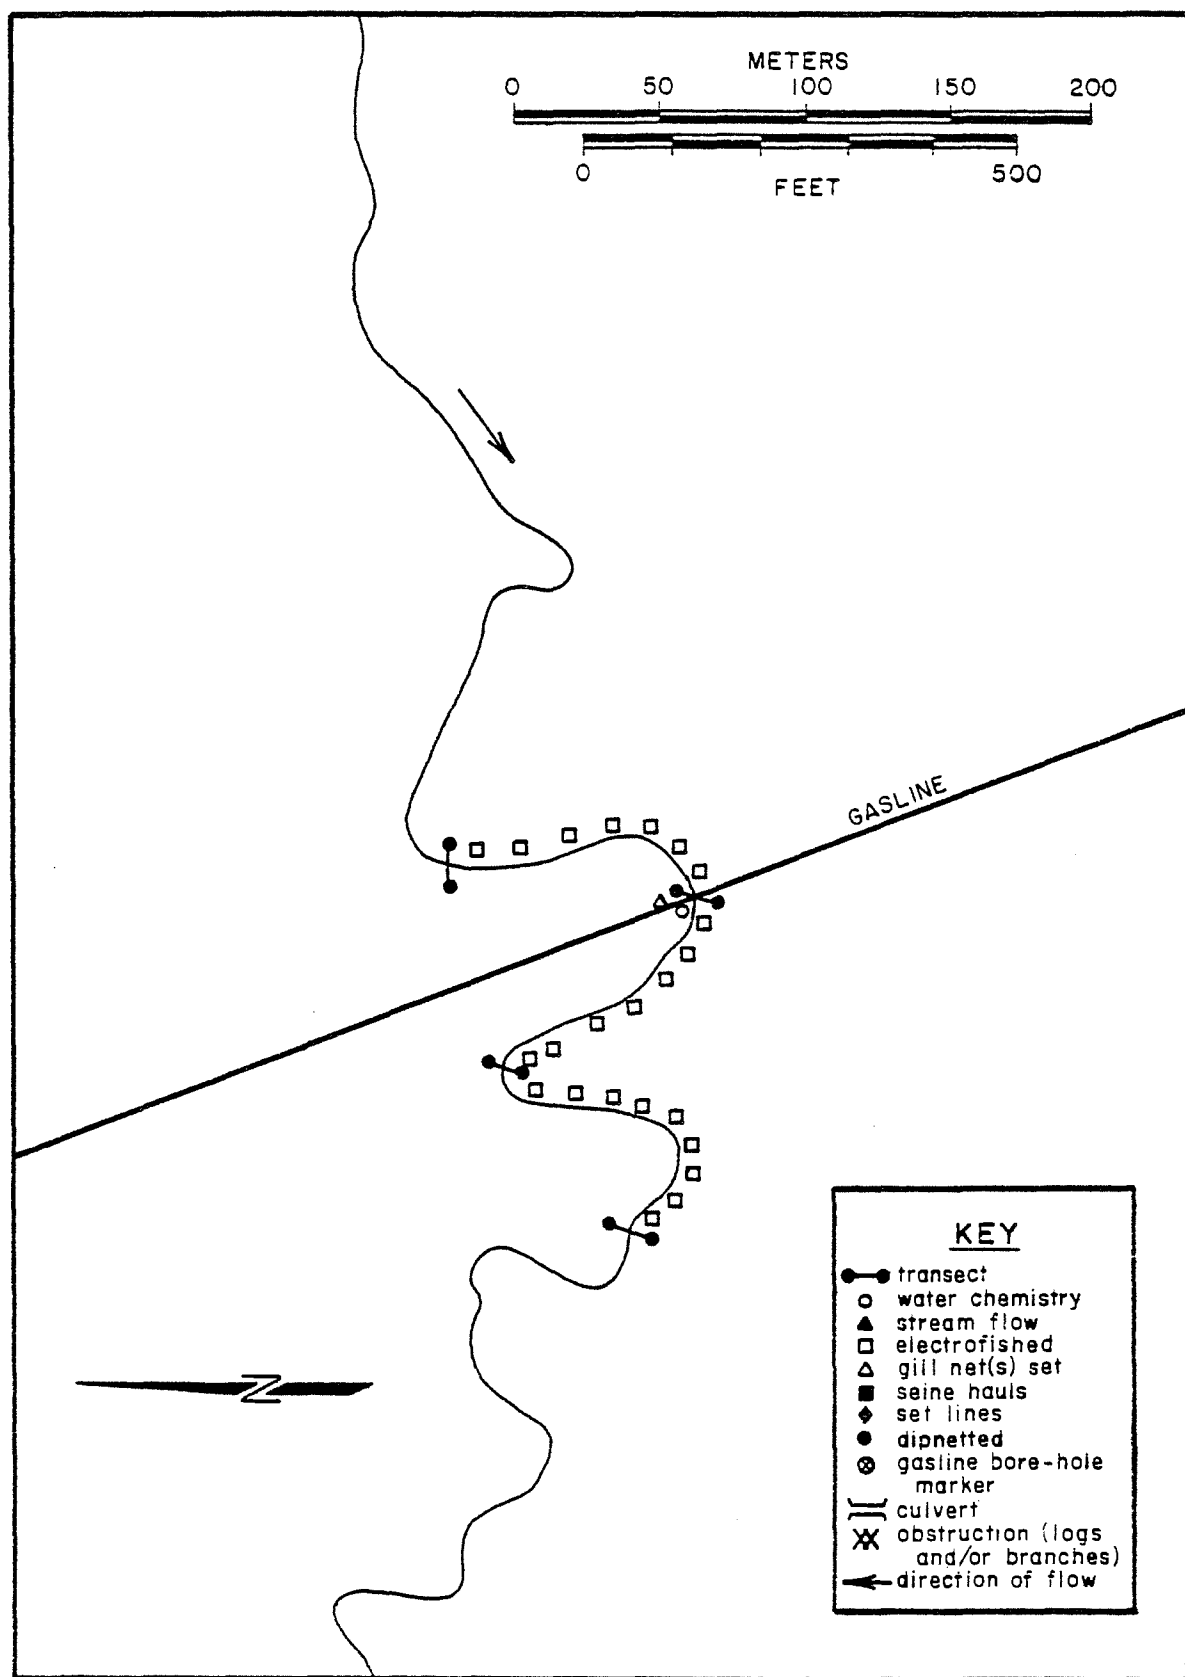 METERS
0 50 100 150 200
0 500
FEET
GASLINE
N
KEY
transect
water chemistry
stream flow
electrofished
gill net(s) set
seine hauls
set lines
dipnetted
gasline bore-hole
marker
culvert
obstruction (logs
and/or branches)
direction of flow